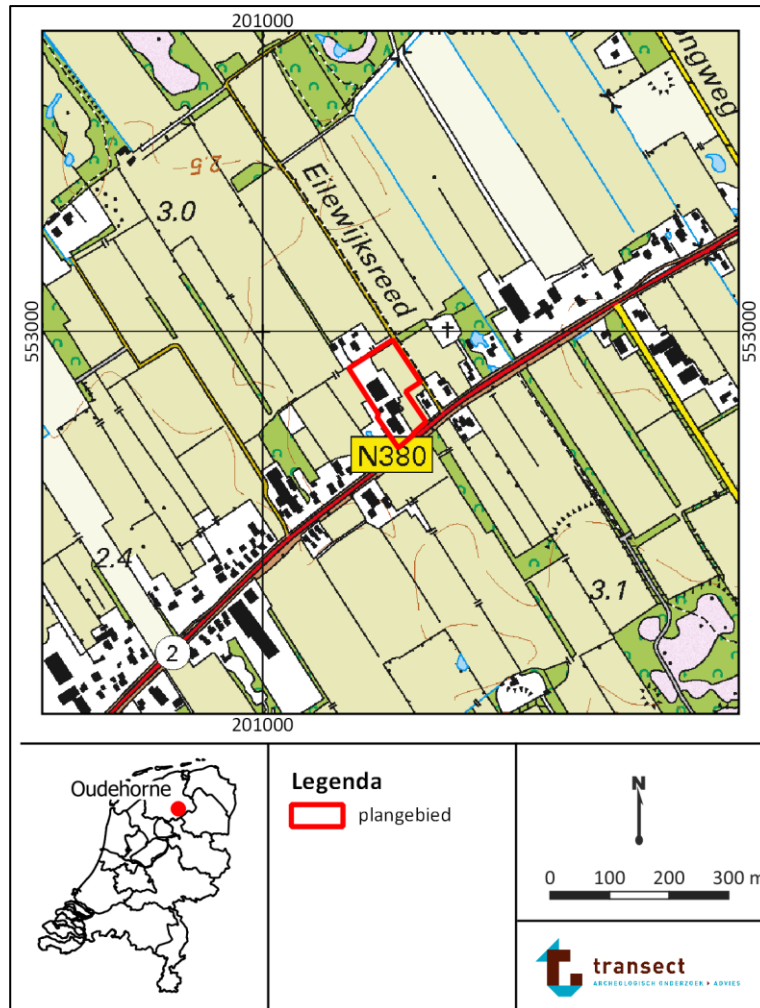 201000
2.5
3.0
Eilewijksreed
ongweg
553000
553000
N380
2.4
3.1
2
201000
Oudehorne
Legenda
plangebied
N
0 100 200 300 m
transect
ARCHEOLOGISCH ONDERZOEK ▸ ADVIES